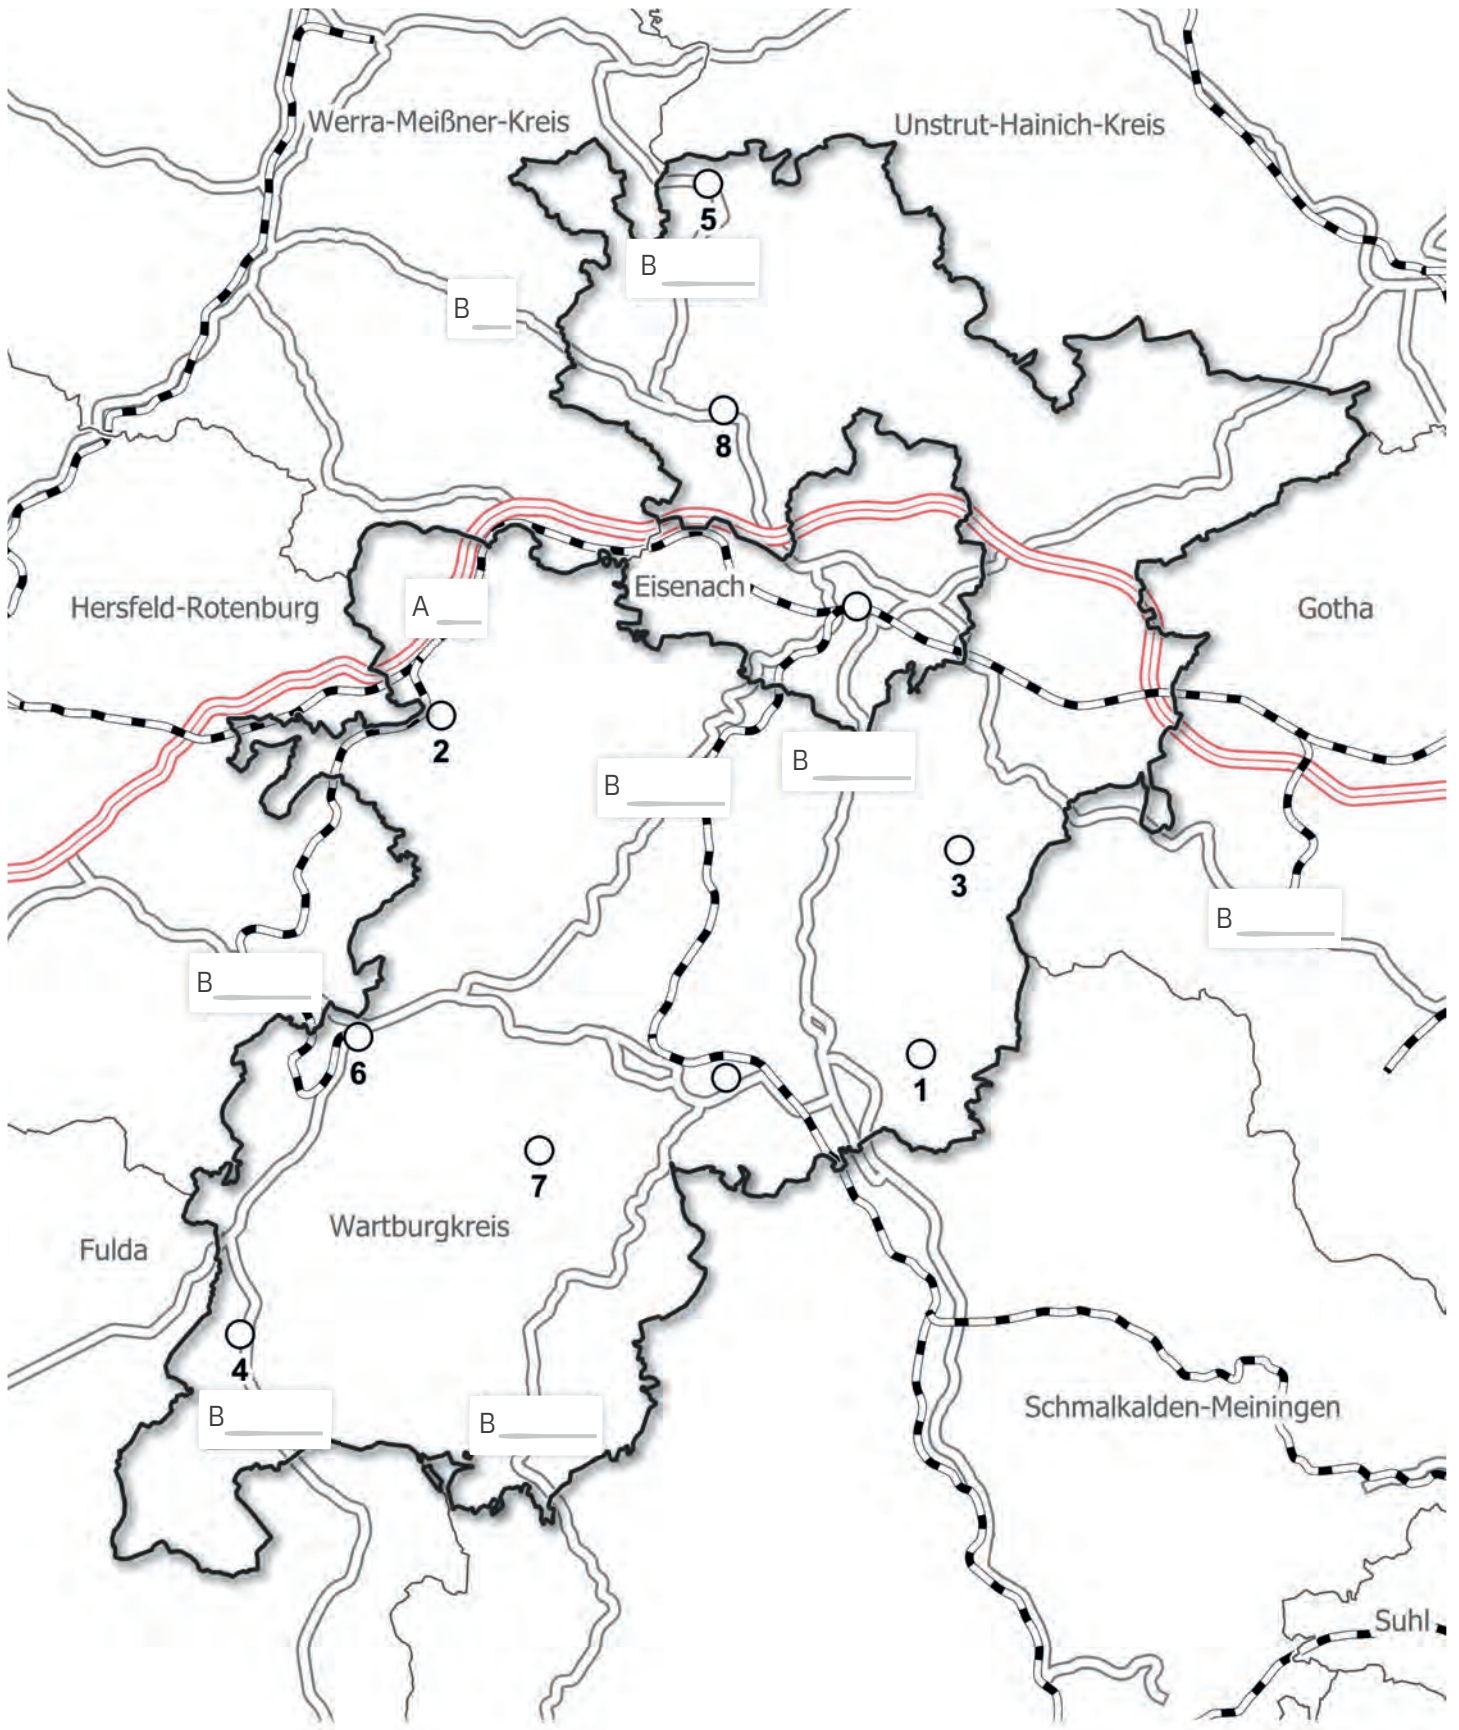 Werra-Meißner-Kreis
Unstrut-Hainich-Kreis
5
B
B
8
Eisenach
Hersfeld-Rotenburg
A
Gotha
2
B
B
3
B
B
6
1
7
Wartburgkreis
Fulda
4
B
B
Schmalkalden-Meiningen
Suhl